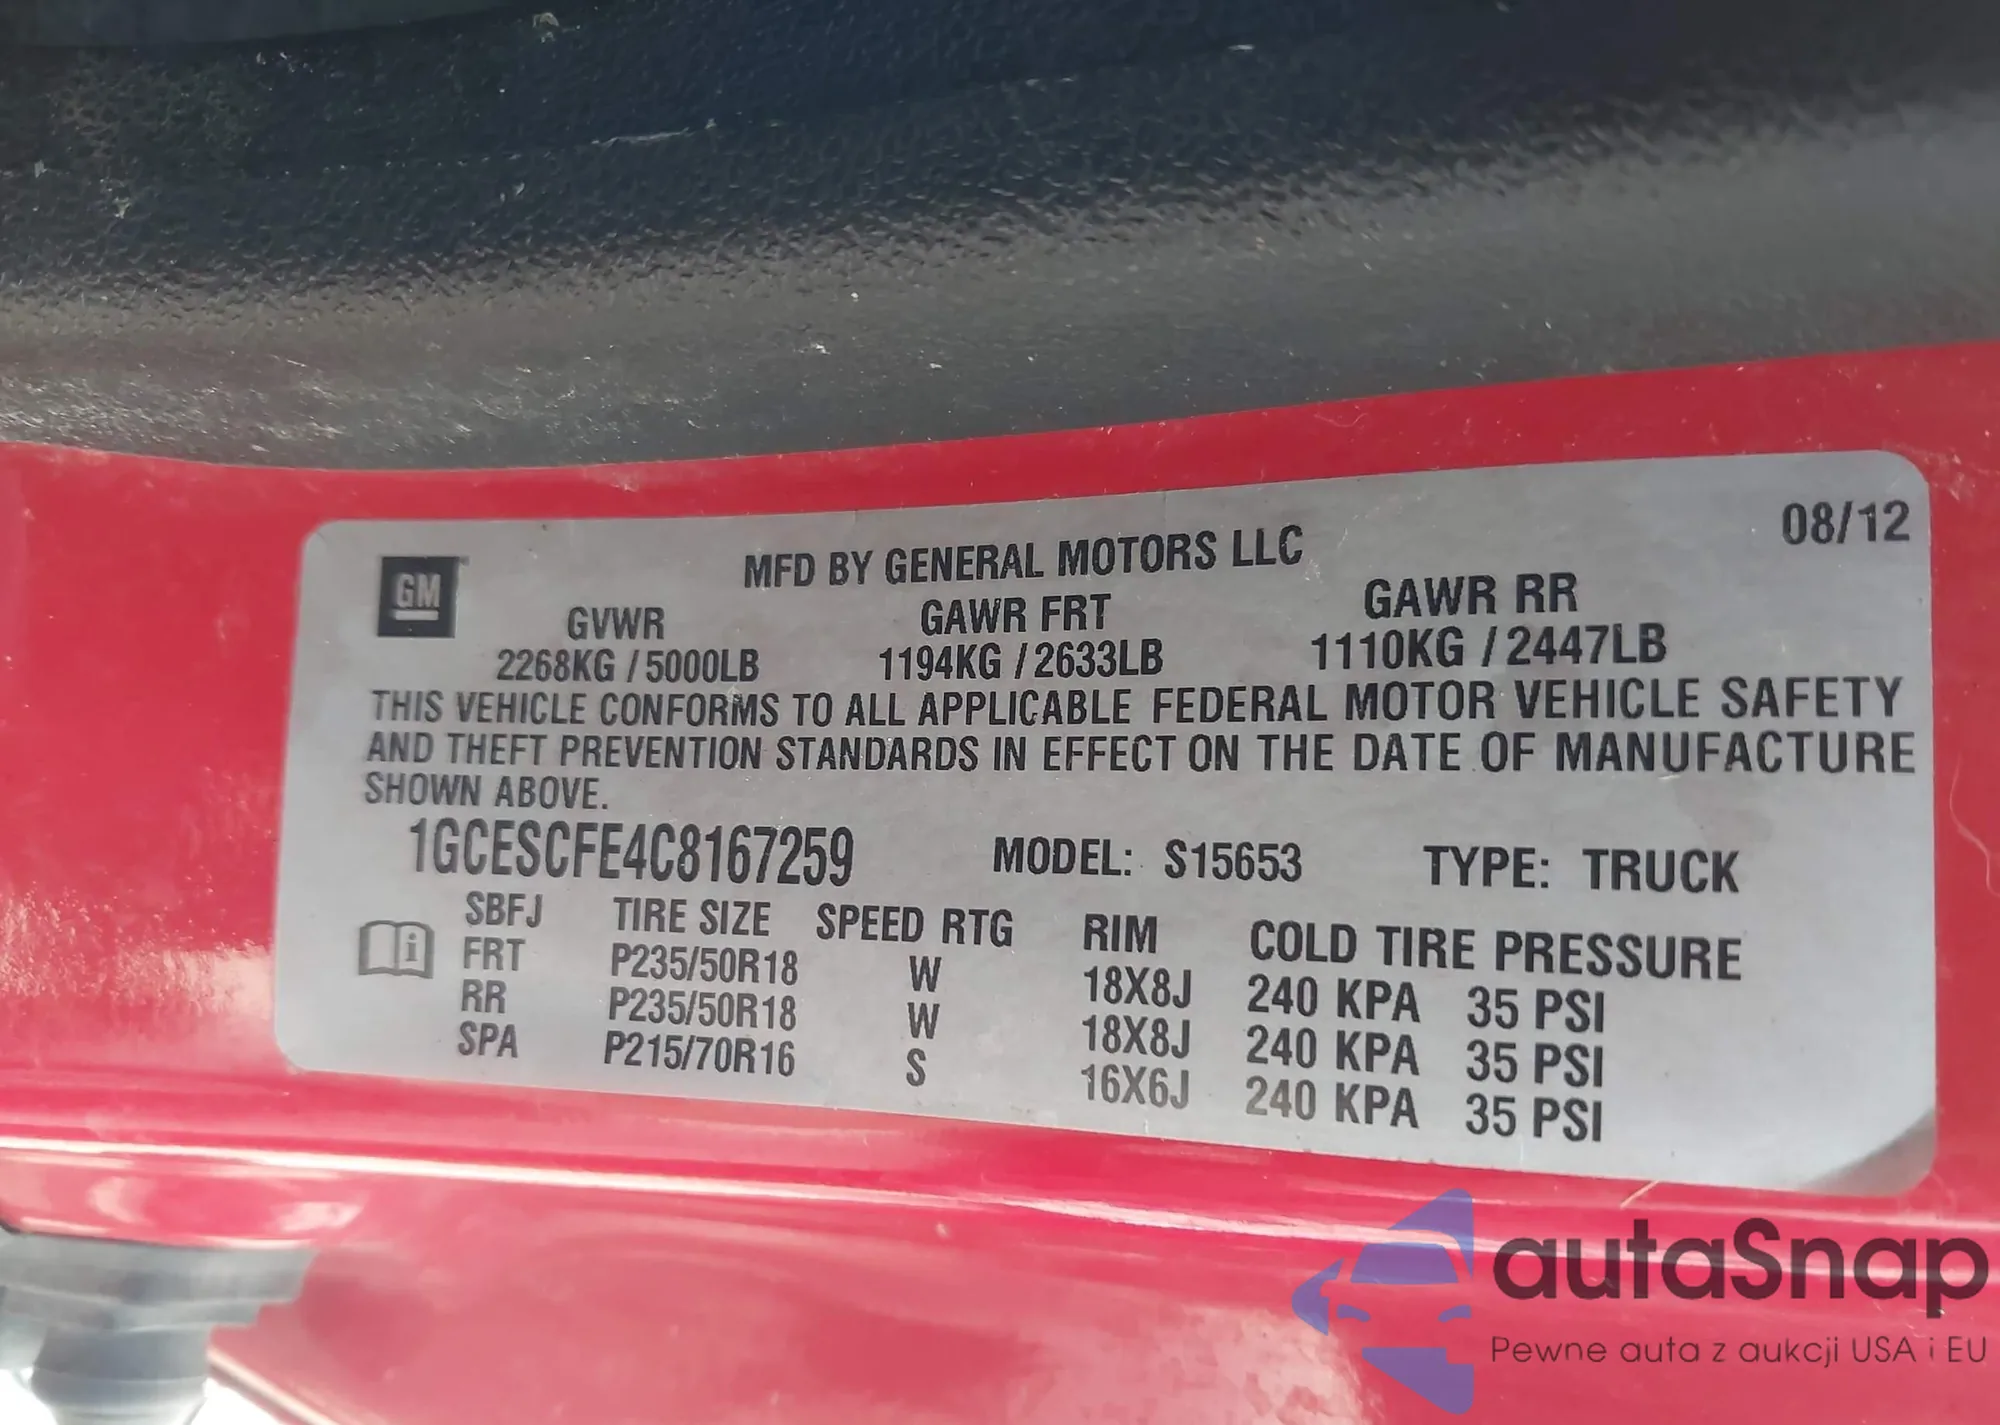 08/12
GM
MFD BY GENERAL MOTORS LLC
GVWR GAWR FRT GAWR RR
2268KG / 5000LB 1194KG / 2633LB 1110KG / 2447LB
THIS VEHICLE CONFORMS TO ALL APPLICABLE FEDERAL MOTOR VEHICLE SAFETY
AND THEFT PREVENTION STANDARDS IN EFFECT ON THE DATE OF MANUFACTURE
SHOWN ABOVE.
1GCESCFE4C8167259 MODEL: S15653 TYPE: TRUCK
SBFJ TIRE SIZE SPEED RTG RIM COLD TIRE PRESSURE
FRT P235/50R18 W 18X8J 240 KPA 35 PSI
RR P235/50R18 W 18X8J 240 KPA 35 PSI
SPA P215/70R16 S 16X6J 240 KPA 35 PSI
autaSnap
Pewne auta z aukcji USA i EU